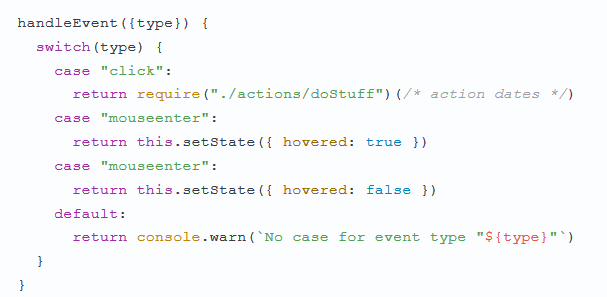 handleEvent({type}) {
  switch(type) {
    case "click":
      return require("./actions/doStuff")(/* action dates */)
    case "mouseenter":
      return this.setState({ hovered: true })
    case "mouseenter":
      return this.setState({ hovered: false })
    default:
      return console.warn(`No case for event type "${type}"`)
  }
}